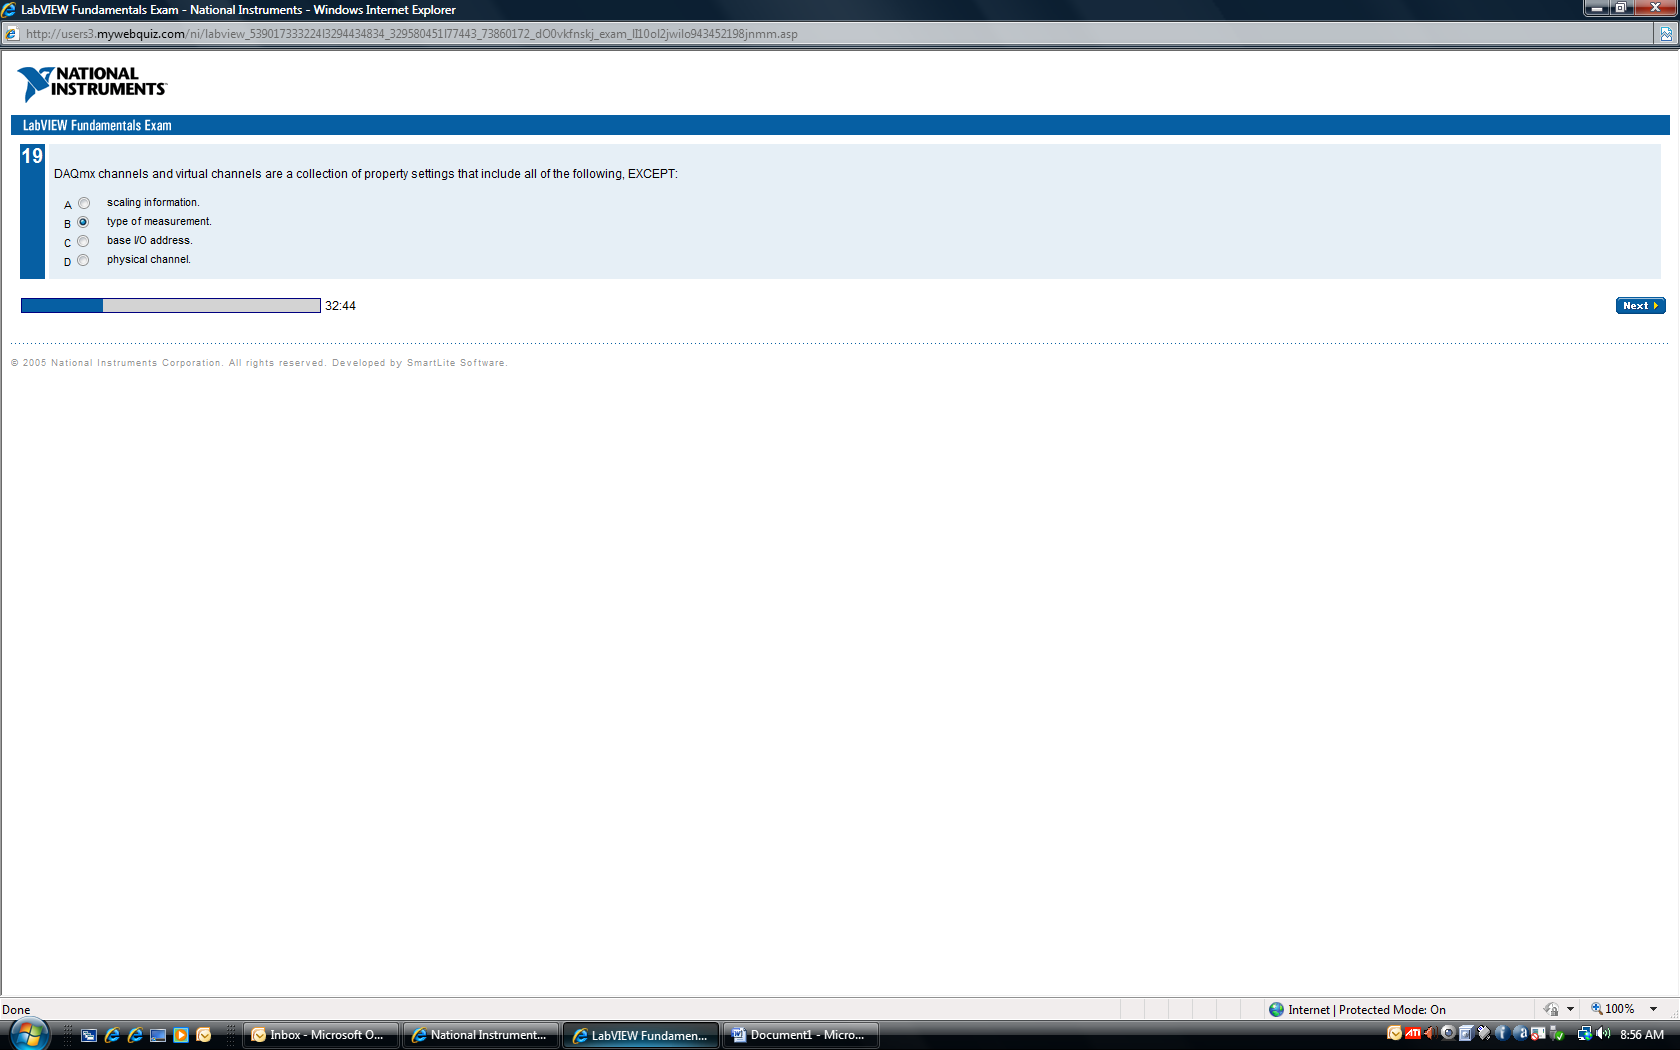 LabVIEW Fundamentals Exam - National Instruments - Windows Internet Explorer
NATIONAL
INSTRUMENTS
LabVIEW Fundamentals Exam
19
DAQmx channels and virtual channels are a collection of property settings that include all of the following, EXCEPT:
A scaling information.
B type of measurement.
C base I/O address.
D physical channel.
32:44
Next
© 2005 National Instruments Corporation. All rights reserved. Developed by SmartLite Software.
Done
Internet | Protected Mode: On
100%
Inbox - Microsoft O...
National Instrument...
LabVIEW Fundamen...
Document1 - Micro...
ATI
8:56 AM